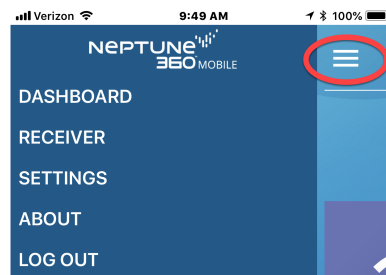 Verizon 9:49 AM 100%
NEPTUNE
360 MOBILE
DASHBOARD
RECEIVER
SETTINGS
ABOUT
LOG OUT